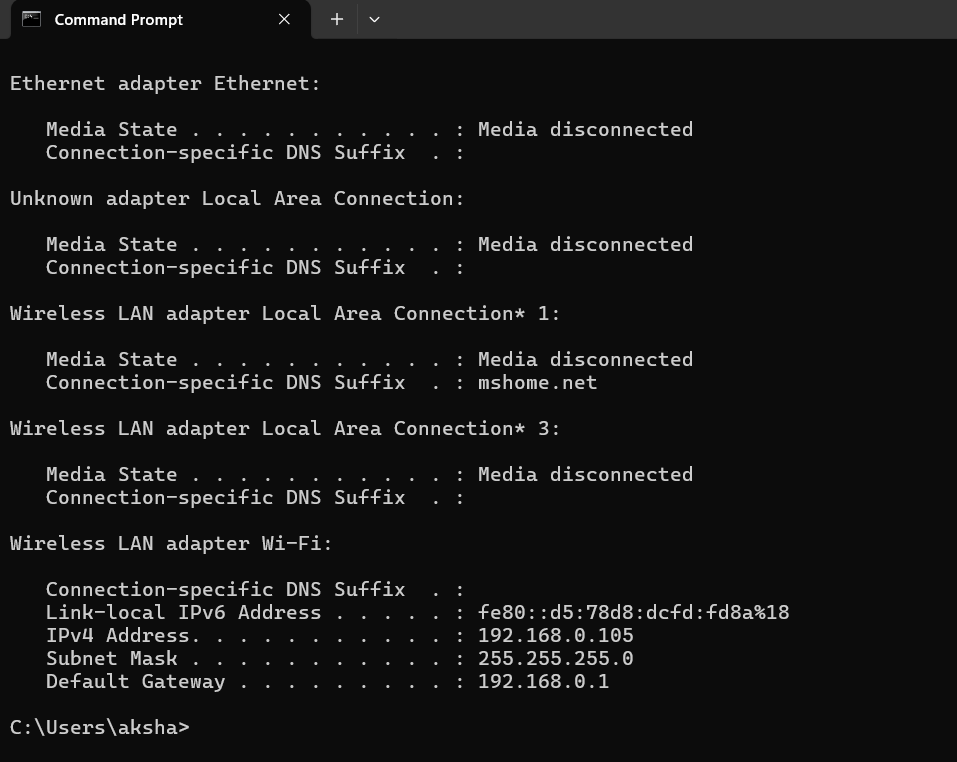 Command Prompt
Ethernet adapter Ethernet:
Media State . . . . . . . . . . . : Media disconnected
Connection-specific DNS Suffix  . :
Unknown adapter Local Area Connection:
Media State . . . . . . . . . . . : Media disconnected
Connection-specific DNS Suffix  . :
Wireless LAN adapter Local Area Connection* 1:
Media State . . . . . . . . . . . : Media disconnected
Connection-specific DNS Suffix  . : mshome.net
Wireless LAN adapter Local Area Connection* 3:
Media State . . . . . . . . . . . : Media disconnected
Connection-specific DNS Suffix  . :
Wireless LAN adapter Wi-Fi:
Connection-specific DNS Suffix  . :
Link-local IPv6 Address . . . . . : fe80::d5:78d8:dcfd:fd8a%18
IPv4 Address. . . . . . . . . . . : 192.168.0.105
Subnet Mask . . . . . . . . . . . : 255.255.255.0
Default Gateway . . . . . . . . . : 192.168.0.1
C:\Users\aksha>